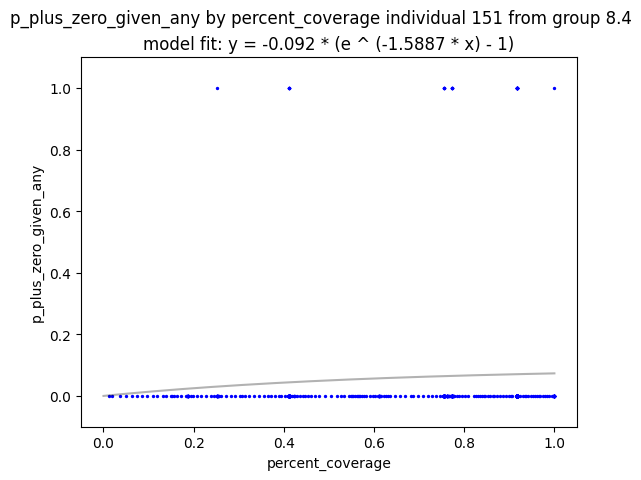 p_plus_zero_given_any by percent_coverage individual 151 from group 8.4
model fit: y = -0.092 * (e ^ (-1.5887 * x) - 1)
1.0
0.8
0.6
0.4
0.2
0.0
p_plus_zero_given_any
0.0 0.2 0.4 0.6 0.8 1.0
percent_coverage